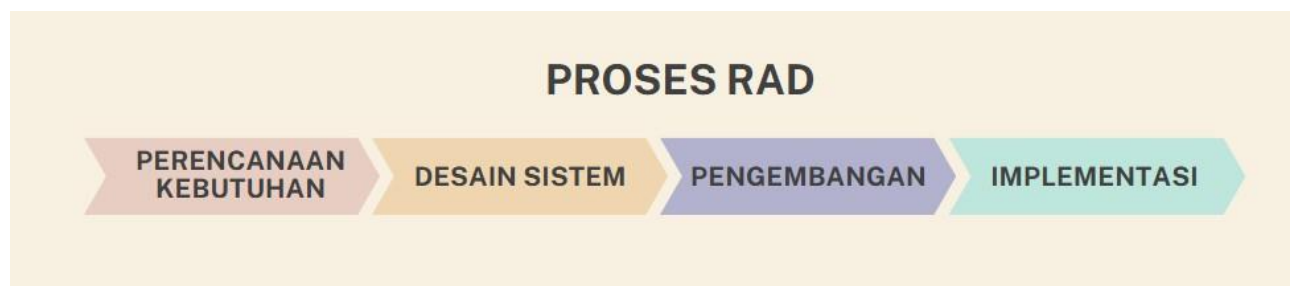 PROSES RAD
PERENCANAAN
KEBUTUHAN
DESAIN SISTEM
PENGEMBANGAN
IMPLEMENTASI